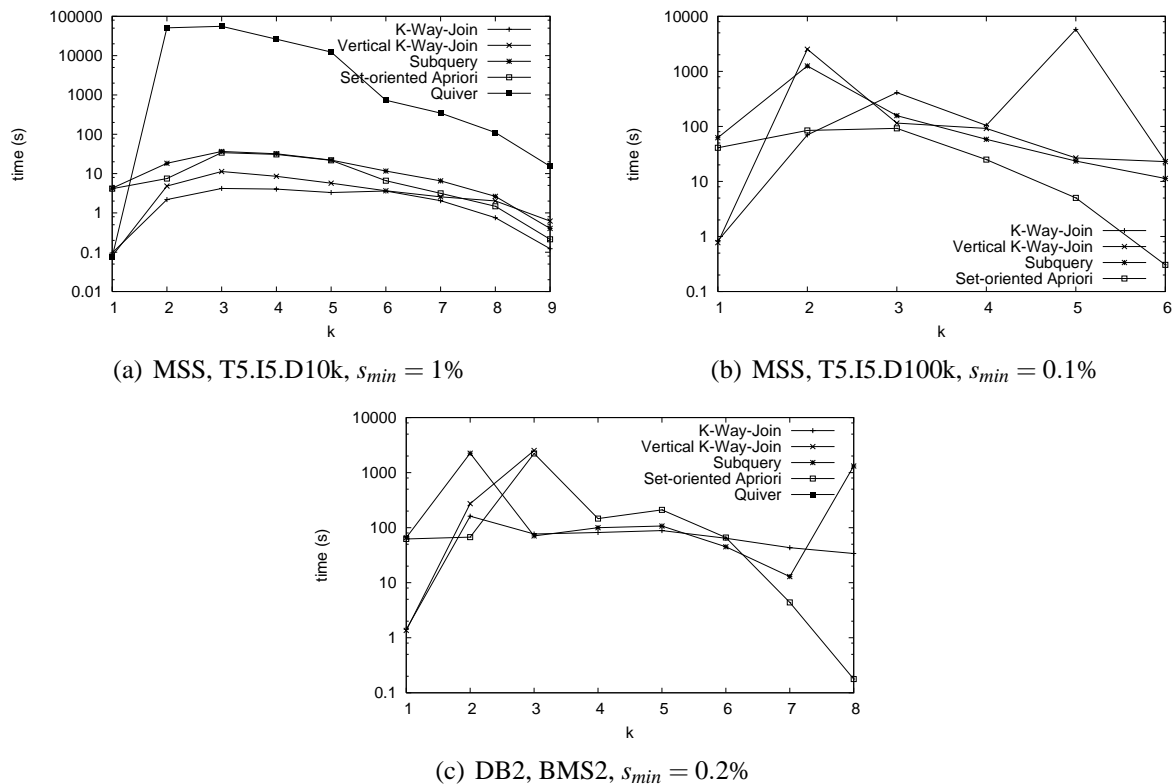 100000
10000
1000
100
10
1
0.1
0.01
time (s)
K-Way-Join
Vertical K-Way-Join
Subquery
Set-oriented Apriori
Quiver
1 2 3 4 5 6 7 8 9
k
(a) MSS, T5.I5.D10k, s_min = 1%
10000
1000
100
10
1
0.1
time (s)
K-Way-Join
Vertical K-Way-Join
Subquery
Set-oriented Apriori
1 2 3 4 5 6
k
(b) MSS, T5.I5.D100k, s_min = 0.1%
10000
1000
100
10
1
0.1
time (s)
K-Way-Join
Vertical K-Way-Join
Subquery
Set-oriented Apriori
Quiver
1 2 3 4 5 6 7 8
k
(c) DB2, BMS2, s_min = 0.2%